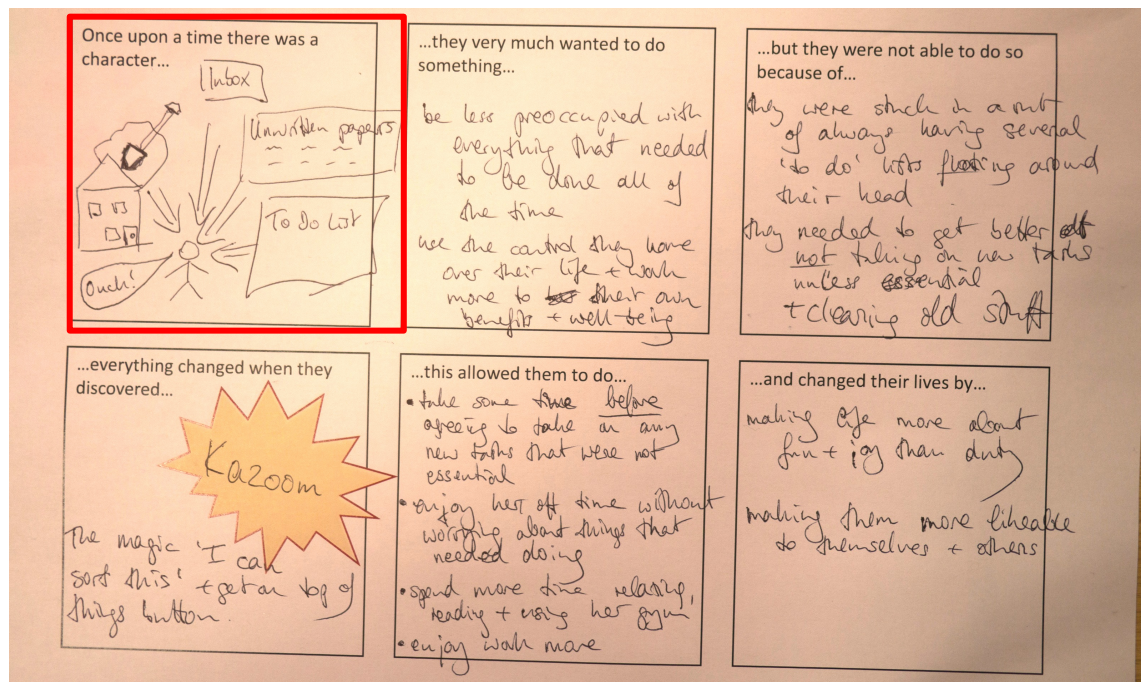 Once upon a time there was a
character...
Inbox
Unwritten papers
To Do List
Ouch!
...they very much wanted to do
something...
be less preoccupied with
everything that needed
to be done all of
the time
use the control they have
over their life + work
more to their own
benefits + well-being
...but they were not able to do so
because of...
they were stuck in a rut
of always having several
'to do' lists floating around
their head
they needed to get better at
not taking on new tasks
unless essential
+ clearing old stuff
...everything changed when they
discovered...
Kazoom
The magic 'I can
sort this' + get on top of
things button.
...this allowed them to do...
• take some time before
agreeing to take on any
new tasks that were not
essential
• enjoy her off time without
worrying about things that
needed doing
• spend more time relaxing,
reading + using her gym
• enjoy work more
...and changed their lives by...
making life more about
fun + joy than duty
making them more likeable
to themselves + others